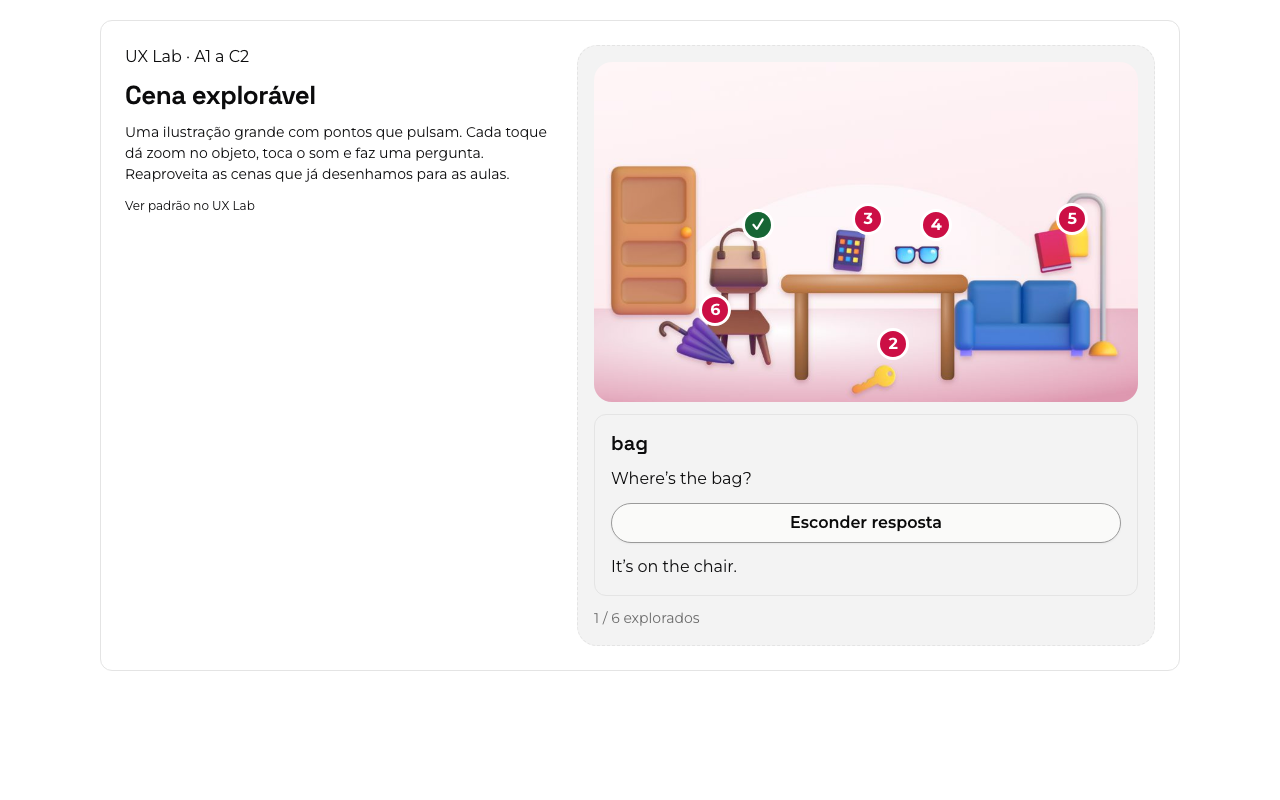 UX Lab · A1 a C2
Cena explorável
Uma ilustração grande com pontos que pulsam. Cada toque
dá zoom no objeto, toca o som e faz uma pergunta.
Reaproveita as cenas que já desenhamos para as aulas.
Ver padrão no UX Lab
3
4
5
6
2
bag
Where’s the bag?
Esconder resposta
It’s on the chair.
1 / 6 explorados